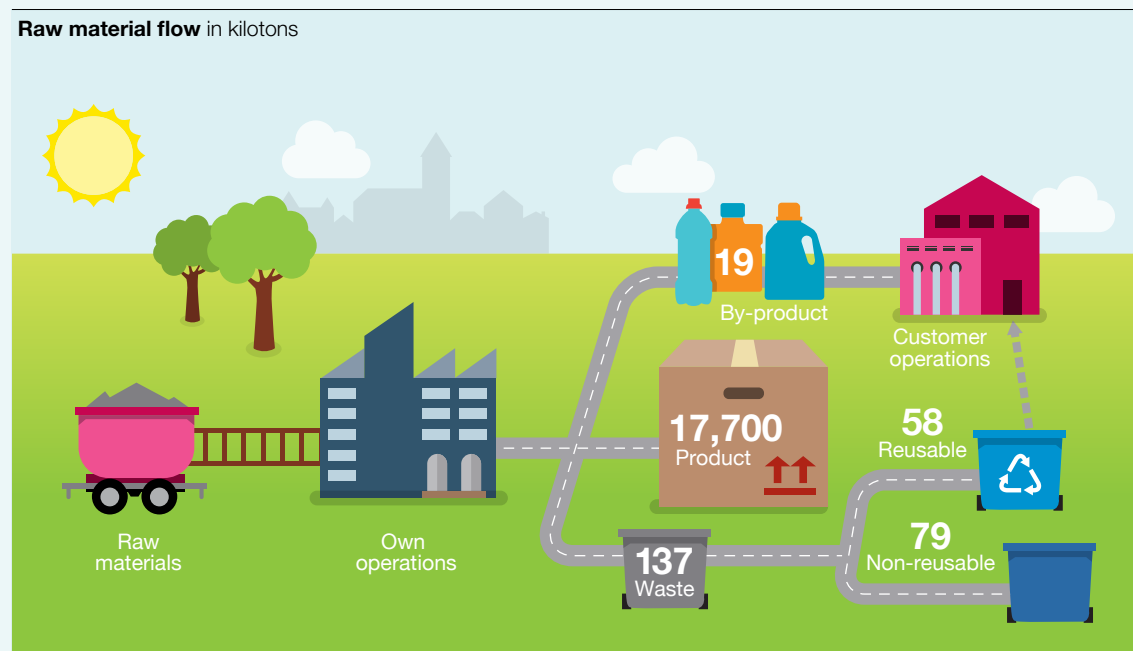 Raw material flow in kilotons
19
By-product
Customer
operations
17,700
Product
58
Reusable
Raw
materials
Own
operations
137
Waste
79
Non-reusable